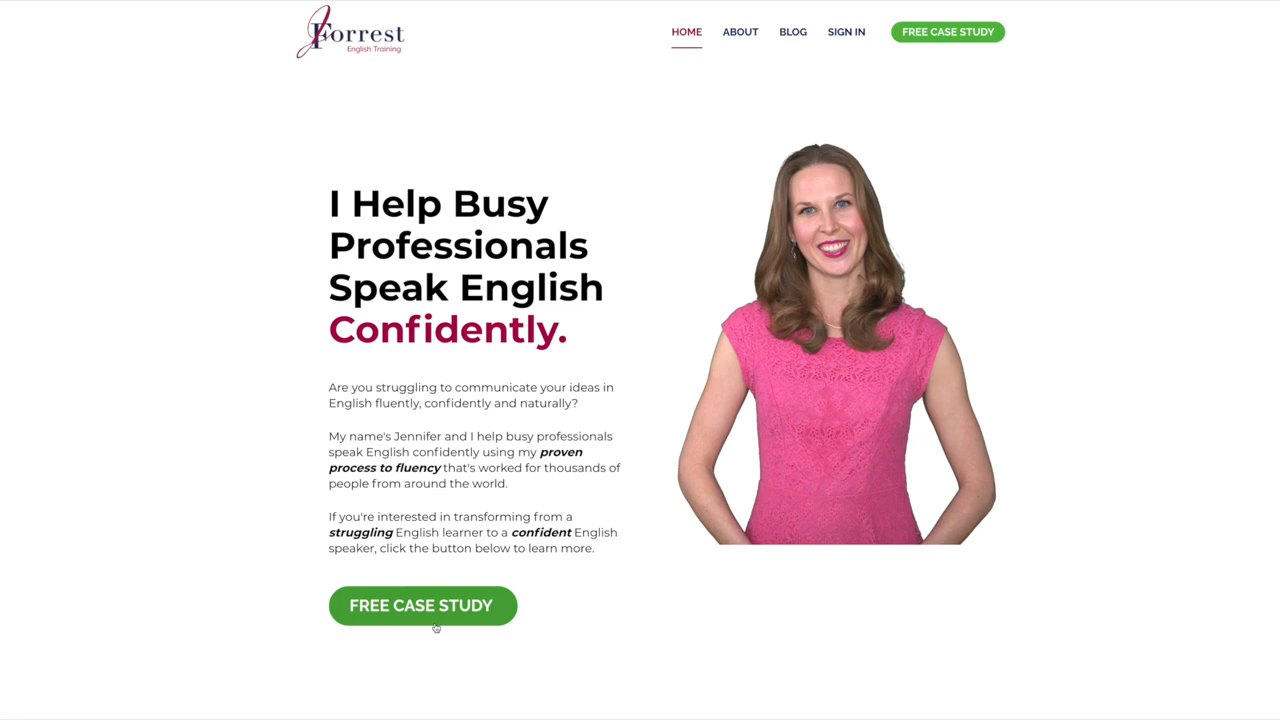 JForrest
English Training
HOME
ABOUT
BLOG
SIGN IN
FREE CASE STUDY
I Help Busy
Professionals
Speak English
Confidently.
Are you struggling to communicate your ideas in
English fluently, confidently and naturally?
My name's Jennifer and I help busy professionals
speak English confidently using my proven
process to fluency that's worked for thousands of
people from around the world.
If you're interested in transforming from a
struggling English learner to a confident English
speaker, click the button below to learn more.
FREE CASE STUDY